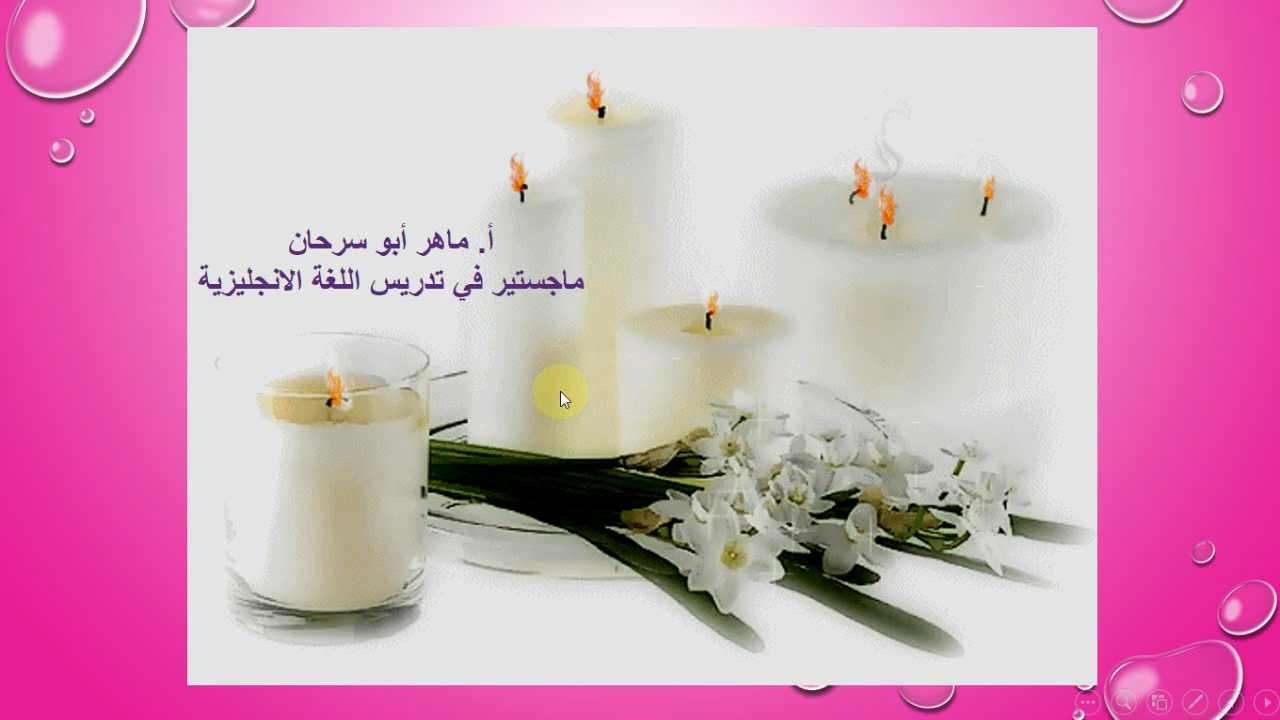 أ. ماهر أبو سرحان
ماجستير في تدريس اللغة الانجليزية